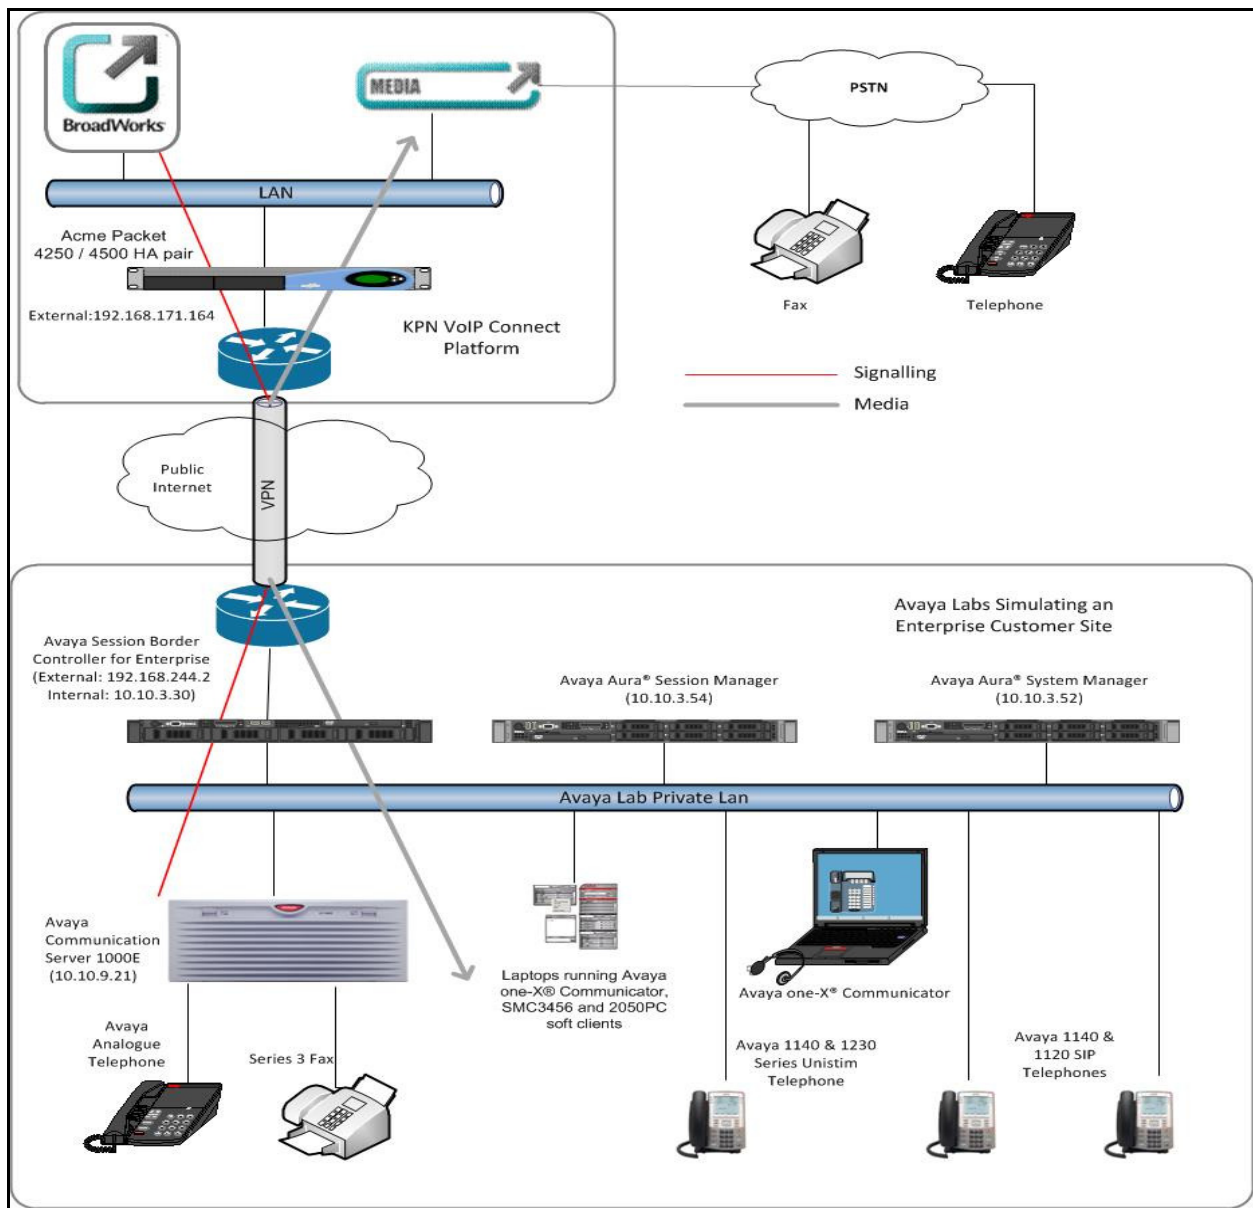 BroadWorks
MEDIA
PSTN
LAN
Acme Packet
4250 / 4500 HA pair
External:192.168.171.164
KPN VoIP Connect
Platform
Fax
Telephone
Signalling
Media
Public
Internet
VPN
Avaya Labs Simulating an
Enterprise Customer Site
Avaya Session Border
Controller for Enterprise
(External: 192.168.244.2
Internal: 10.10.3.30)
Avaya Aura® Session Manager
(10.10.3.54)
Avaya Aura® System Manager
(10.10.3.52)
Avaya Lab Private Lan
Avaya
Communication
Server 1000E
(10.10.9.21)
Laptops running Avaya
one-X® Communicator,
SMC3456 and 2050PC
soft clients
Avaya one-X® Communicator
Avaya
Analogue
Telephone
Series 3 Fax
Avaya 1140 & 1230
Series Unistim
Telephone
Avaya 1140 &
1120 SIP
Telephones